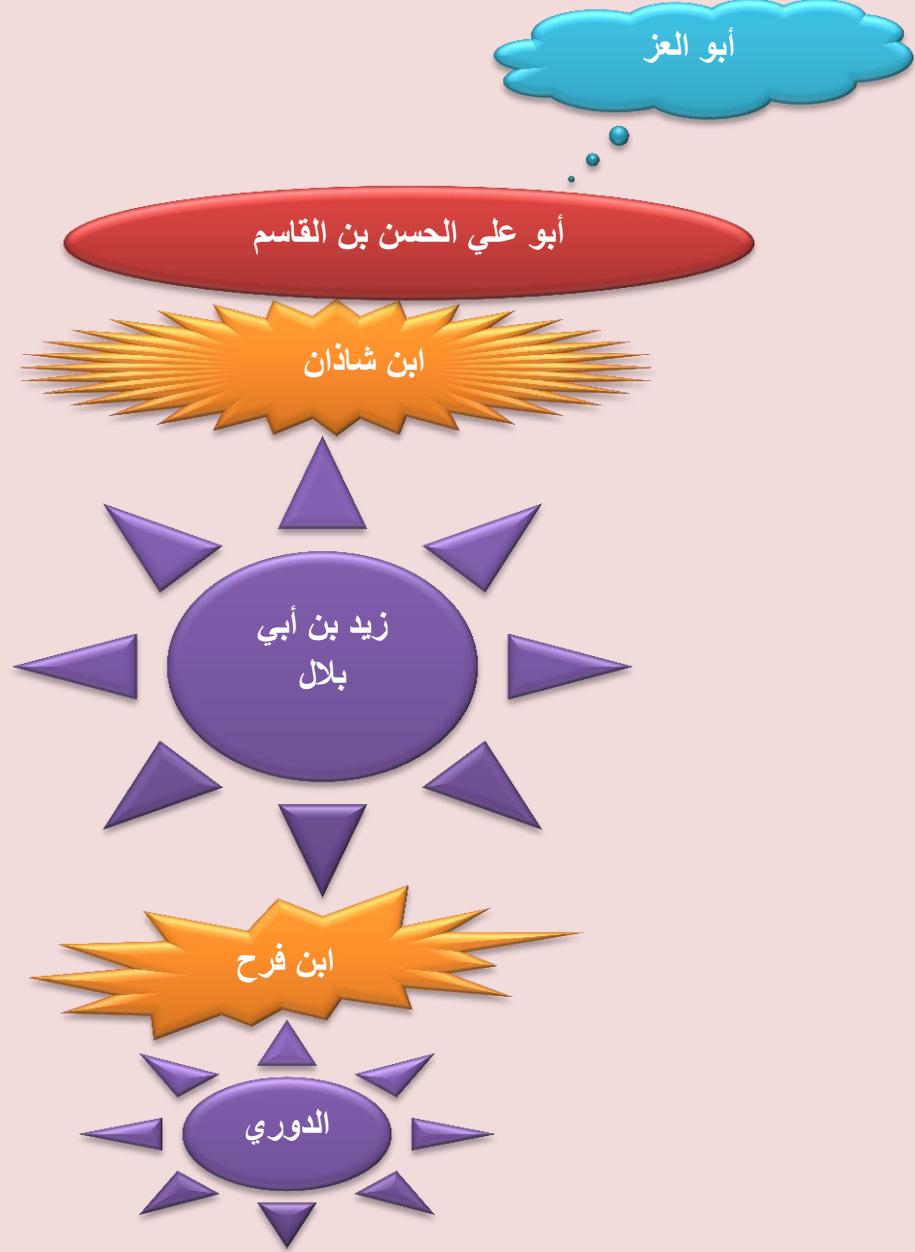 أبو العز
أبو علي الحسن بن القاسم
ابن شاذان
زيد بن أبي
بلال
ابن فرح
الدوري